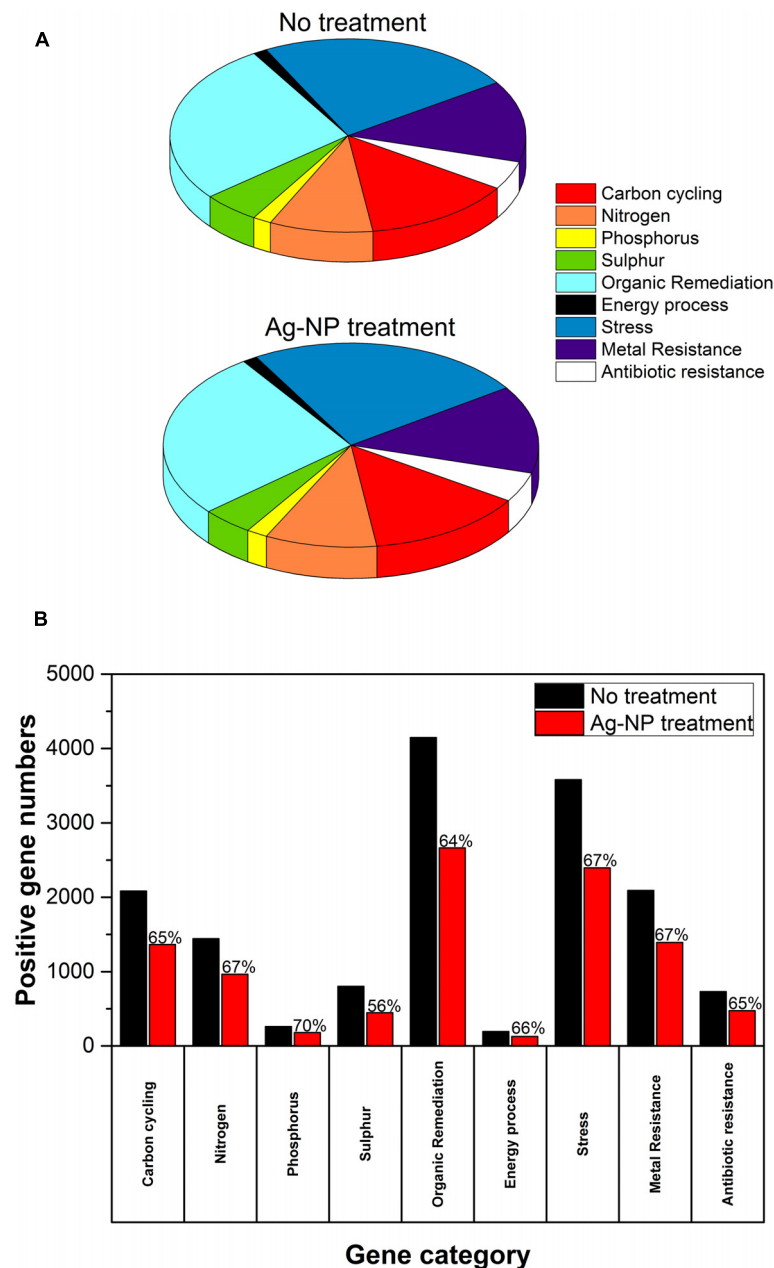 A
No treatment
Carbon cycling
Nitrogen
Phosphorus
Sulphur
Organic Remediation
Energy process
Stress
Metal Resistance
Antibiotic resistance
Ag-NP treatment
B
Positive gene numbers
5000
4000
3000
2000
1000
0
No treatment
Ag-NP treatment
65%
67%
70%
56%
64%
66%
67%
67%
65%
Carbon cycling
Nitrogen
Phosphorus
Sulphur
Organic Remediation
Energy process
Stress
Metal Resistance
Antibiotic resistance
Gene category